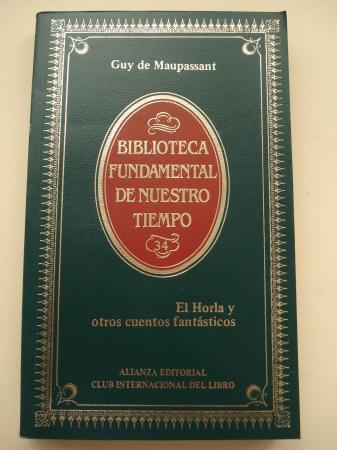 Guy de Maupassant
BIBLIOTECA
FUNDAMENTAL
DE NUESTRO
TIEMPO
34
El Horla y
otros cuentos fantásticos
ALIANZA EDITORIAL
CLUB INTERNACIONAL DEL LIBRO